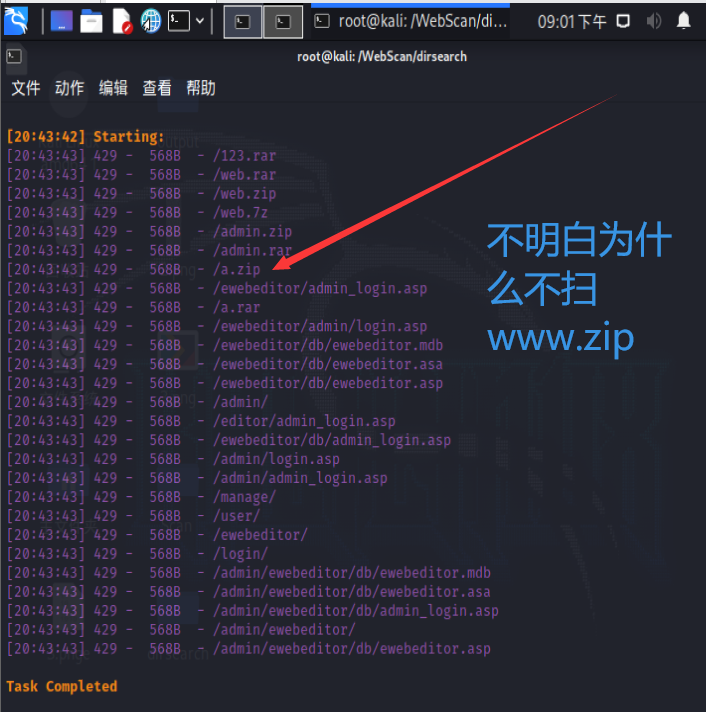 root@kali: /WebScan/di...
09:01下午
root@kali: /WebScan/dirsearch
文件 动作 编辑 查看 帮助
[20:43:42] Starting:
[20:43:43] 429 - 568B - /123.rar
[20:43:43] 429 - 568B - /web.rar
[20:43:43] 429 - 568B - /web.zip
[20:43:43] 429 - 568B - /web.7z
[20:43:43] 429 - 568B - /admin.zip
[20:43:43] 429 - 568B - /admin.rar
[20:43:43] 429 - 568B - /a.zip
[20:43:43] 429 - 568B - /ewebeditor/admin_login.asp
[20:43:43] 429 - 568B - /a.rar
[20:43:43] 429 - 568B - /ewebeditor/admin/login.asp
[20:43:43] 429 - 568B - /ewebeditor/db/ewebeditor.mdb
[20:43:43] 429 - 568B - /ewebeditor/db/ewebeditor.asa
[20:43:43] 429 - 568B - /ewebeditor/db/ewebeditor.asp
[20:43:43] 429 - 568B - /admin/
[20:43:43] 429 - 568B - /editor/admin_login.asp
[20:43:43] 429 - 568B - /ewebeditor/db/admin_login.asp
[20:43:43] 429 - 568B - /admin/login.asp
[20:43:43] 429 - 568B - /admin/admin_login.asp
[20:43:43] 429 - 568B - /manage/
[20:43:43] 429 - 568B - /user/
[20:43:43] 429 - 568B - /ewebeditor/
[20:43:43] 429 - 568B - /login/
[20:43:43] 429 - 568B - /admin/ewebeditor/db/ewebeditor.mdb
[20:43:43] 429 - 568B - /admin/ewebeditor/db/ewebeditor.asa
[20:43:43] 429 - 568B - /admin/ewebeditor/db/admin_login.asp
[20:43:43] 429 - 568B - /admin/ewebeditor/
[20:43:43] 429 - 568B - /admin/ewebeditor/db/ewebeditor.asp
Task Completed
不明白为什
么不扫
www.zip